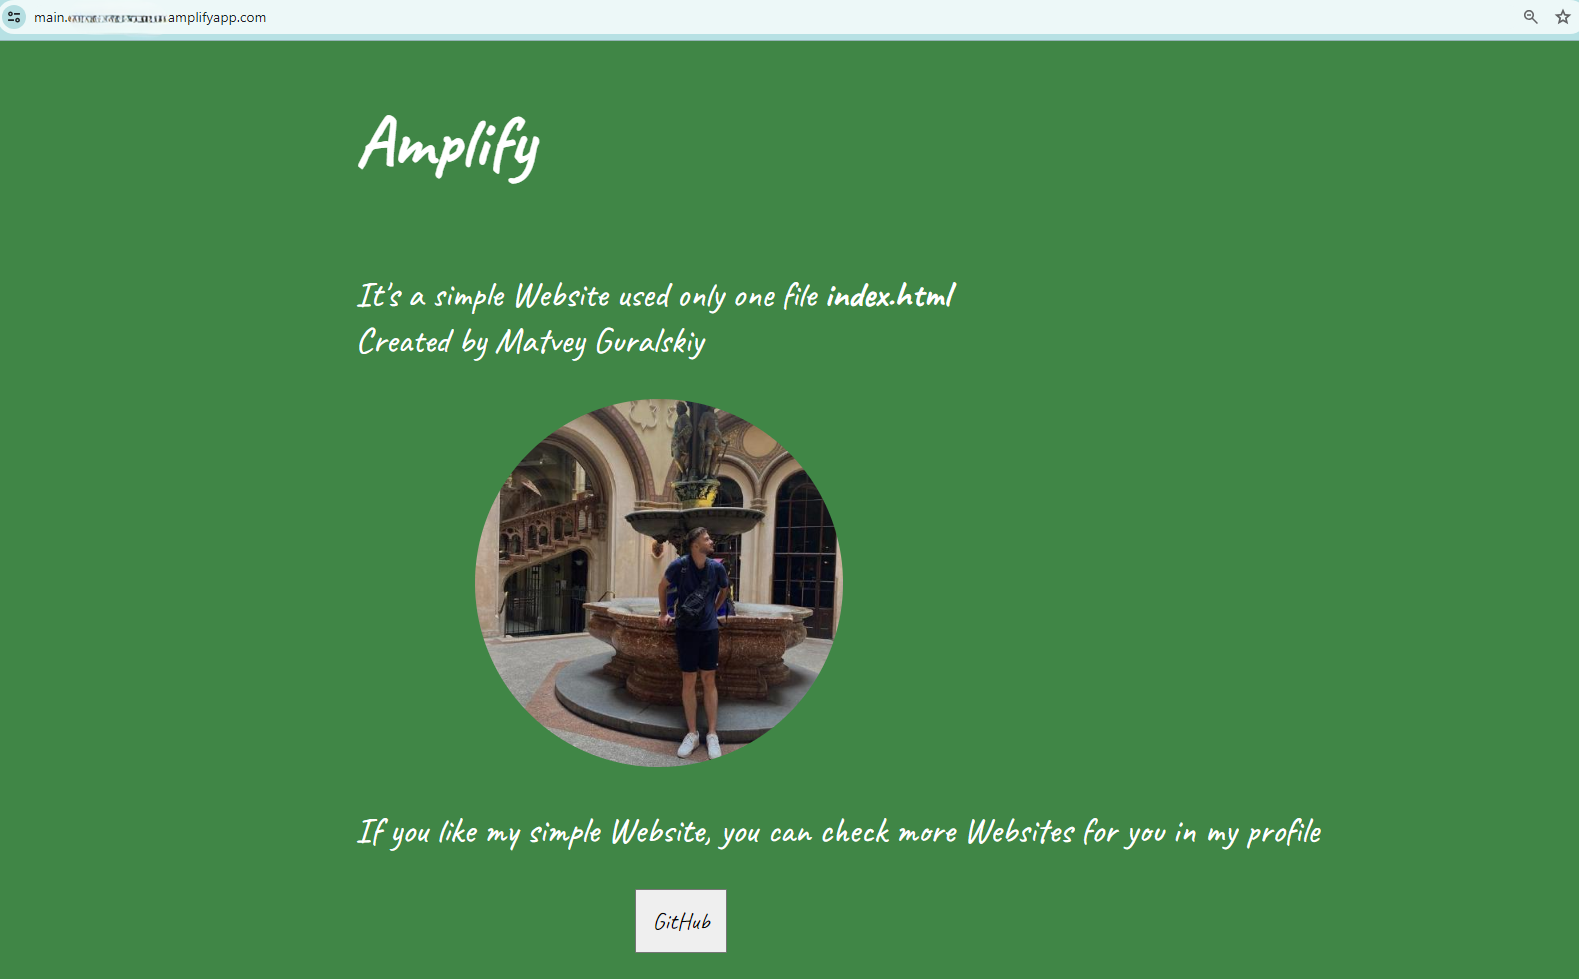 main. amplifyapp.com
Amplify
It's a simple Website used only one file index.html
Created by Matvey Guralskiy
If you like my simple Website, you can check more Websites for you in my profile
GitHub